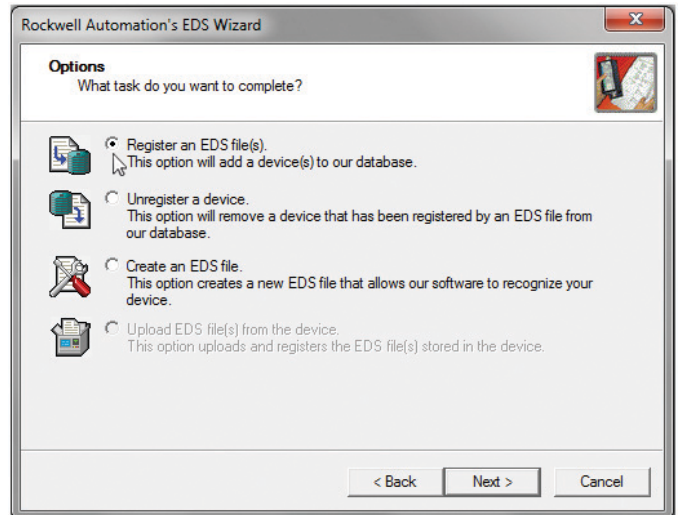 Rockwell Automation's EDS Wizard
Options
What task do you want to complete?
Register an EDS file(s).
This option will add a device(s) to our database.
Unregister a device.
This option will remove a device that has been registered by an EDS file from
our database.
Create an EDS file.
This option creates a new EDS file that allows our software to recognize your
device.
Upload EDS file(s) from the device.
This option uploads and registers the EDS file(s) stored in the device.
< Back Next > Cancel